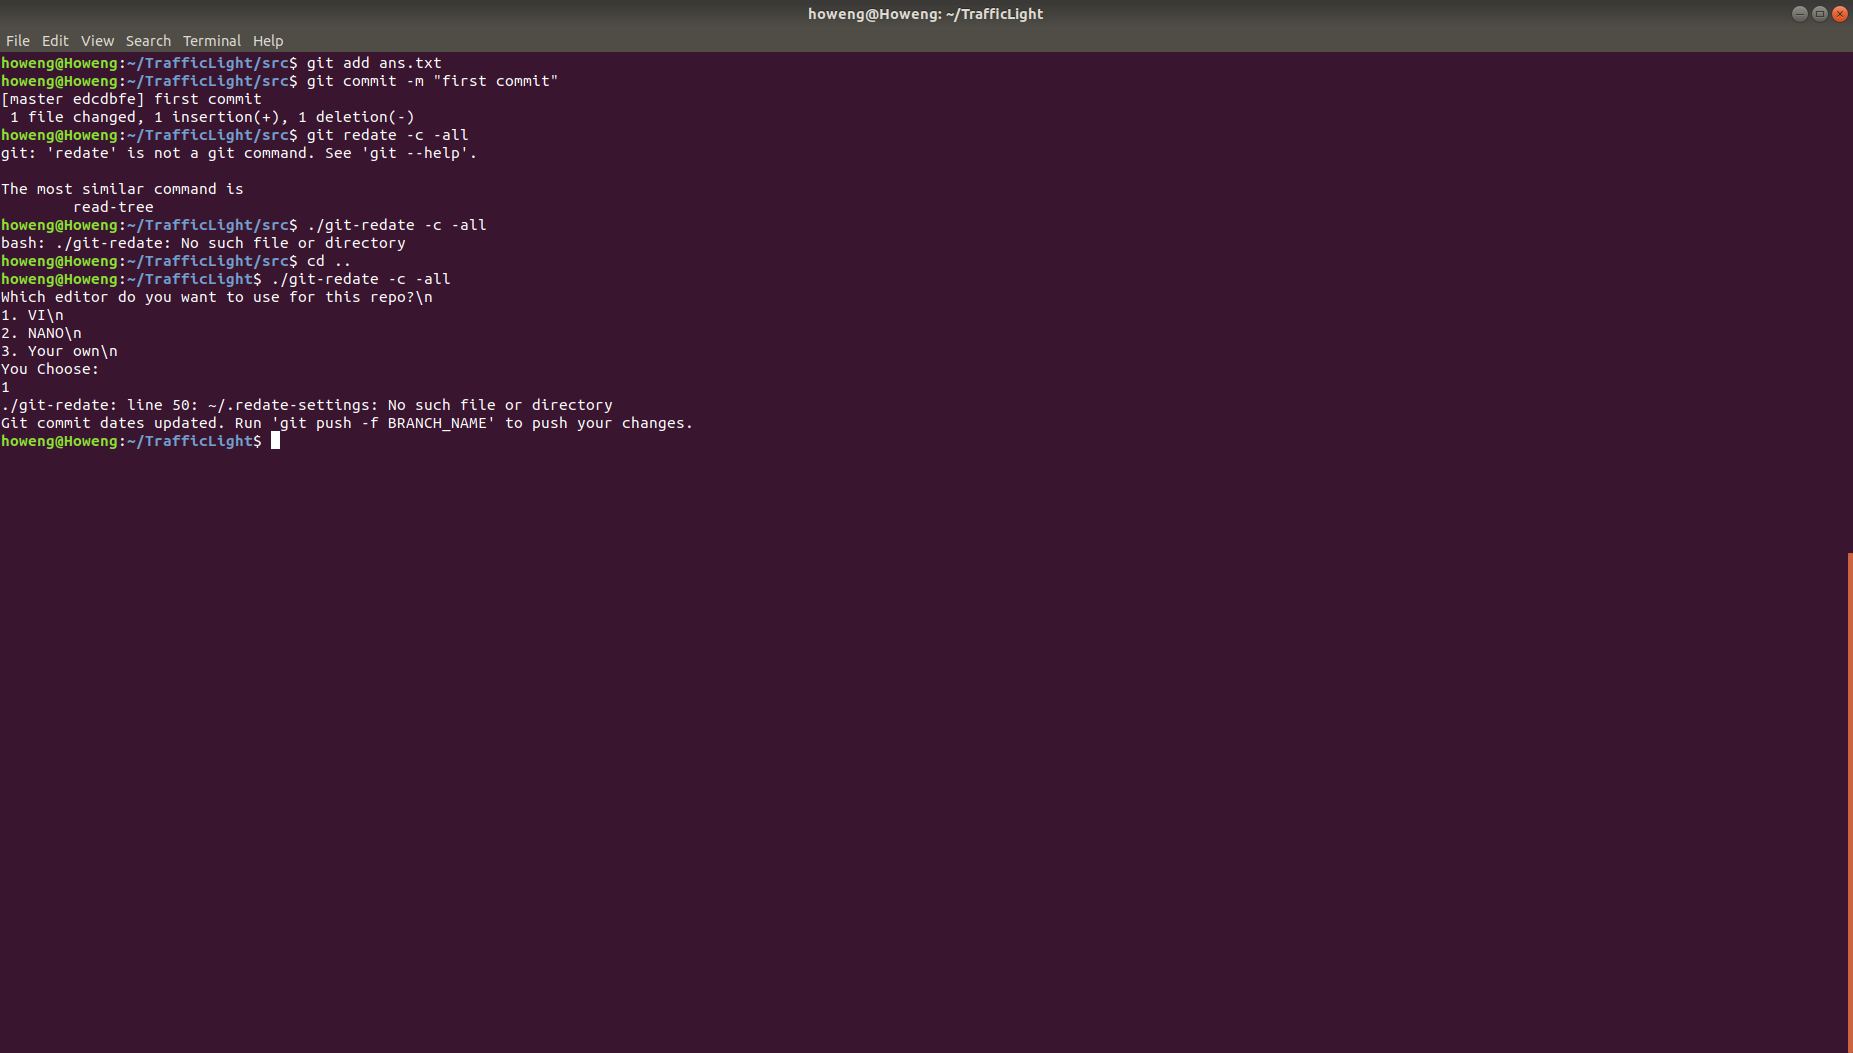 howeng@Howeng: ~/TrafficLight
File Edit View Search Terminal Help
howeng@Howeng:~/TrafficLight/src$ git add ans.txt
howeng@Howeng:~/TrafficLight/src$ git commit -m "first commit"
[master edcdbfe] first commit
 1 file changed, 1 insertion(+), 1 deletion(-)
howeng@Howeng:~/TrafficLight/src$ git redate -c -all
git: 'redate' is not a git command. See 'git --help'.

The most similar command is
        read-tree
howeng@Howeng:~/TrafficLight/src$ ./git-redate -c -all
bash: ./git-redate: No such file or directory
howeng@Howeng:~/TrafficLight/src$ cd ..
howeng@Howeng:~/TrafficLight$ ./git-redate -c -all
Which editor do you want to use for this repo?\n
1. VI\n
2. NANO\n
3. Your own\n
You Choose:
1
./git-redate: line 50: ~/.redate-settings: No such file or directory
Git commit dates updated. Run 'git push -f BRANCH_NAME' to push your changes.
howeng@Howeng:~/TrafficLight$